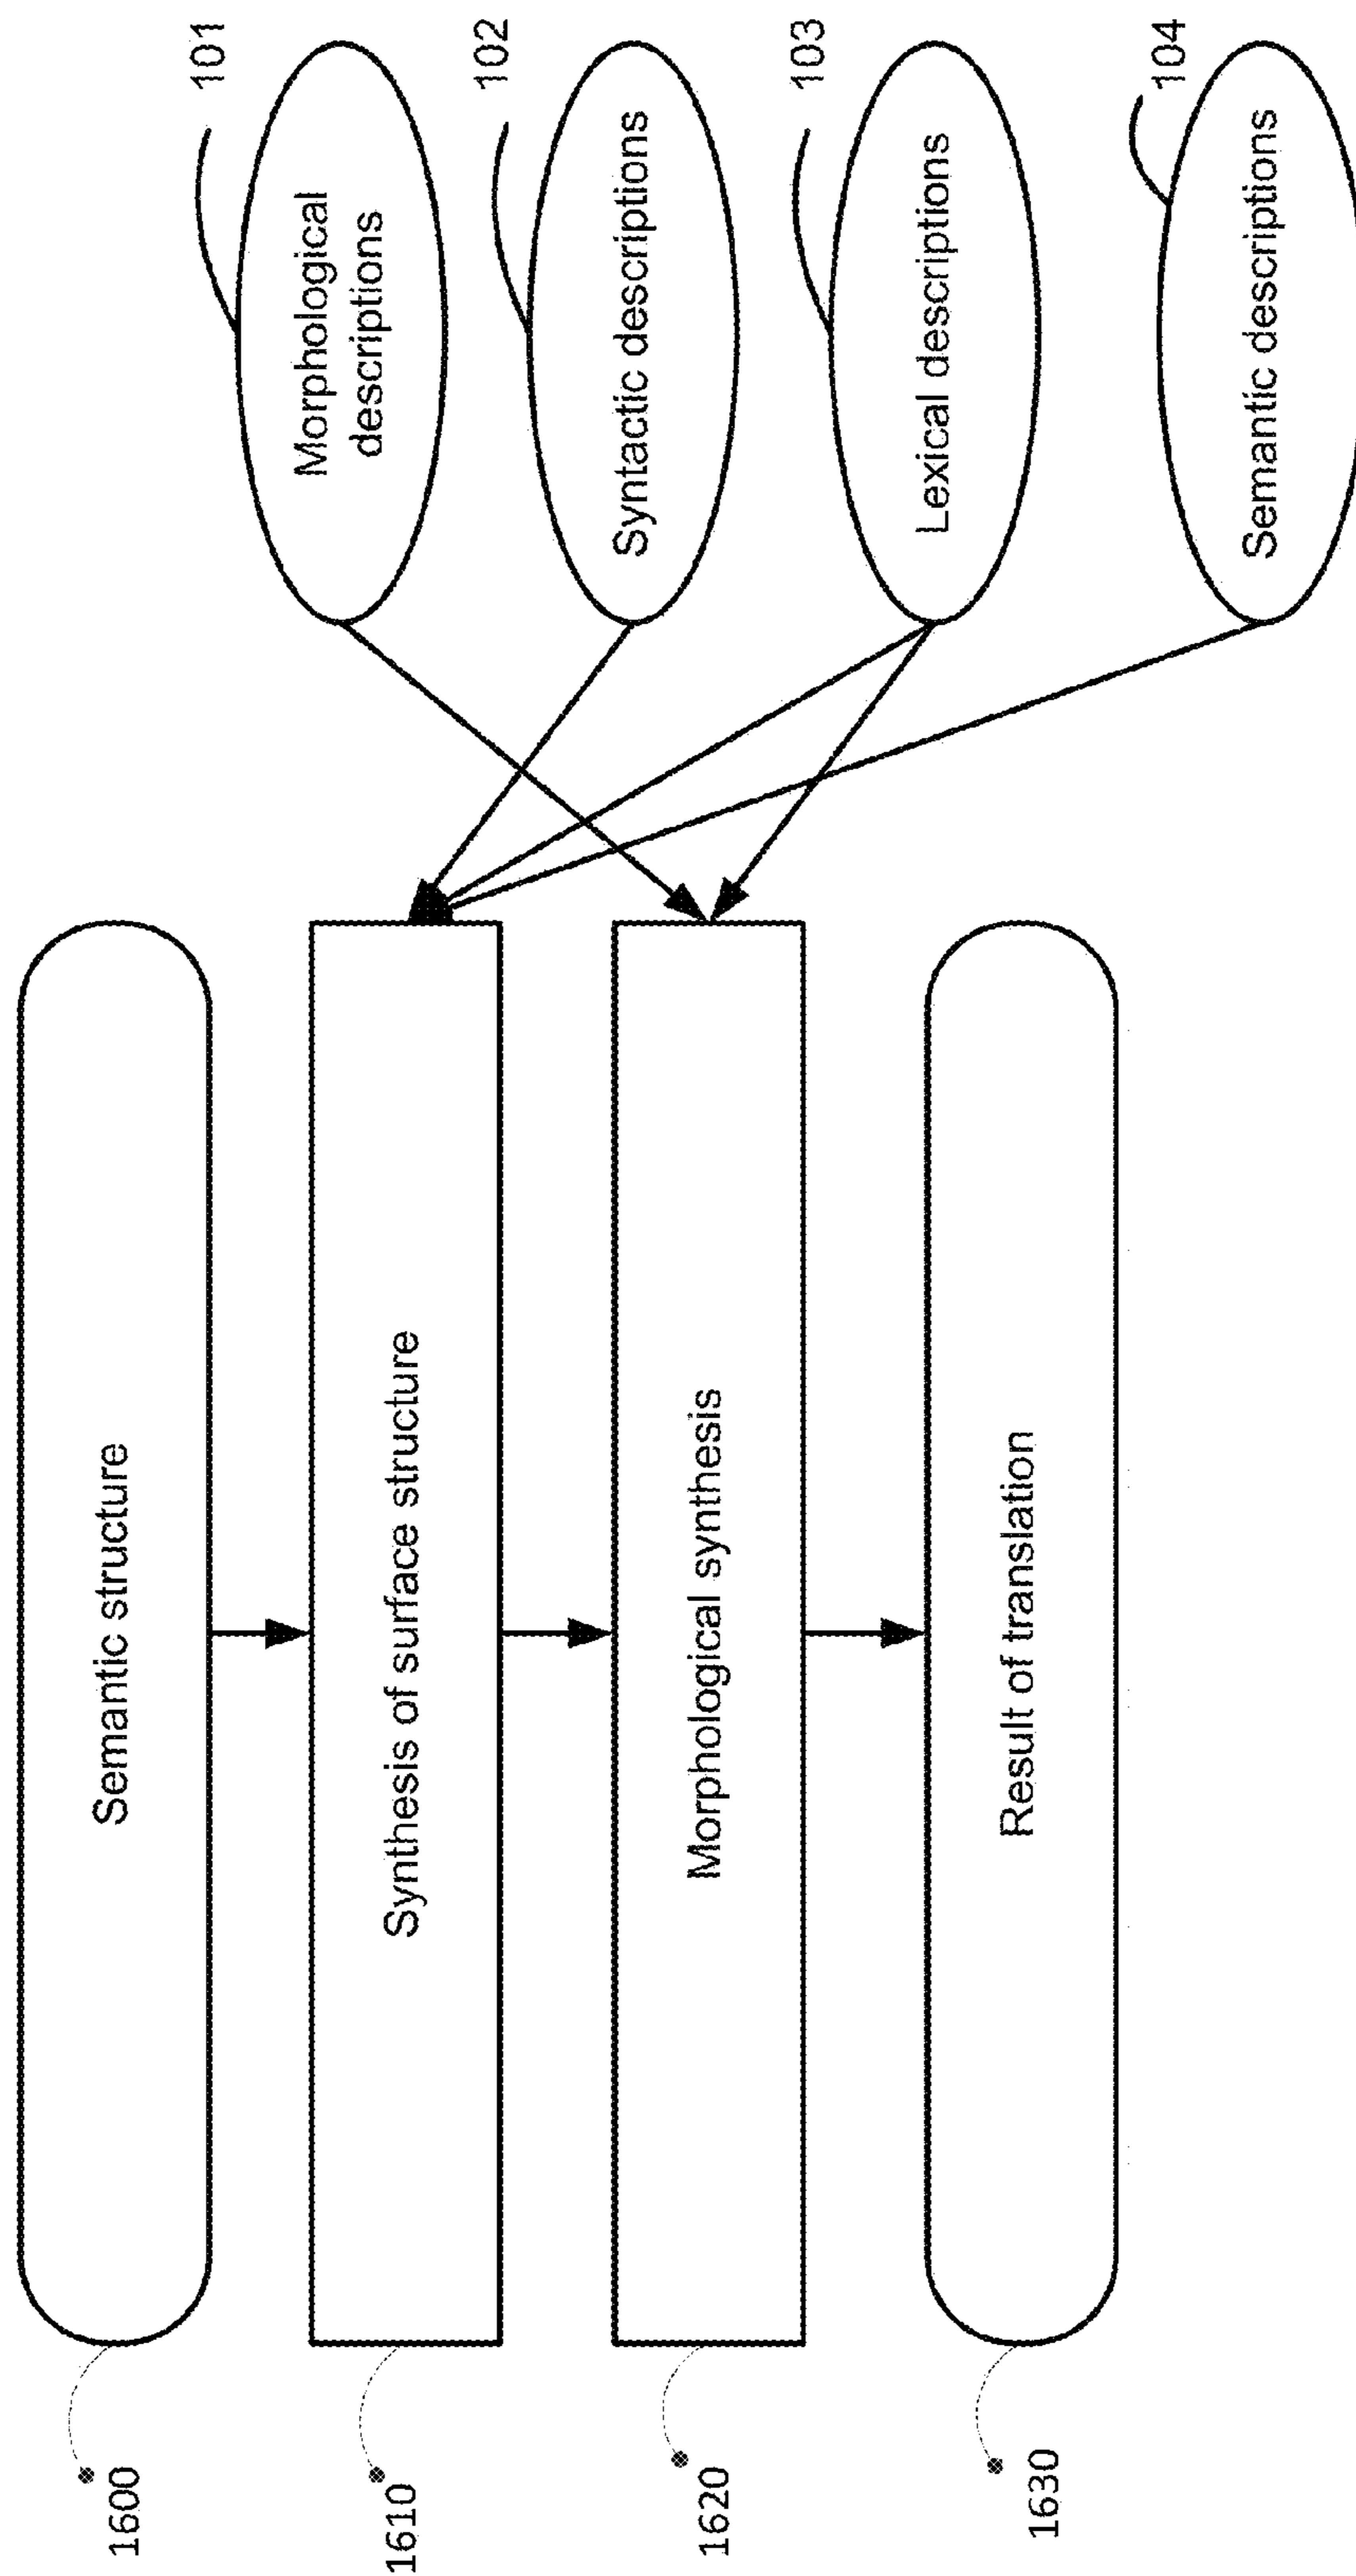 1600
Semantic structure
1610
Synthesis of surface structure
1620
Morphological synthesis
1630
Result of translation
101
Morphological
descriptions
102
Syntactic descriptions
103
Lexical descriptions
104
Semantic descriptions